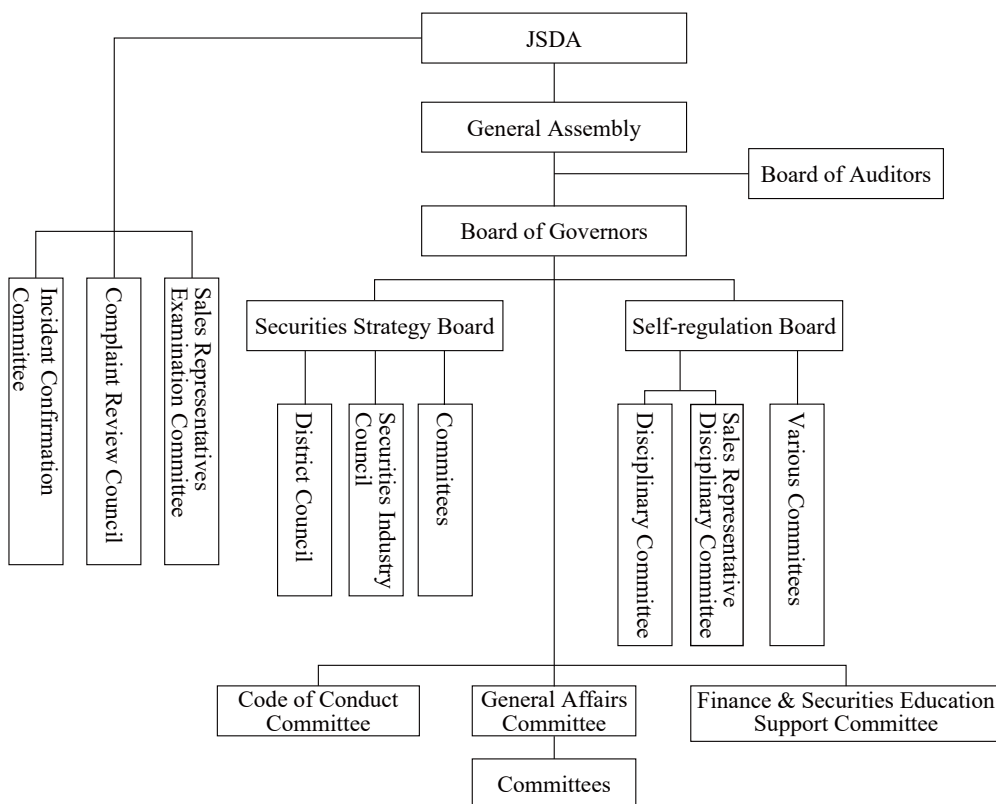 JSDA
General Assembly
Board of Auditors
Board of Governors
Incident Confirmation
Committee
Complaint Review Council
Sales Representatives
Examination Committee
Securities Strategy Board
Self-regulation Board
District Council
Securities Industry
Council
Committees
Disciplinary Committee
Sales Representative
Disciplinary Committee
Various Committees
Code of Conduct
Committee
General Affairs
Committee
Finance & Securities Education
Support Committee
Committees